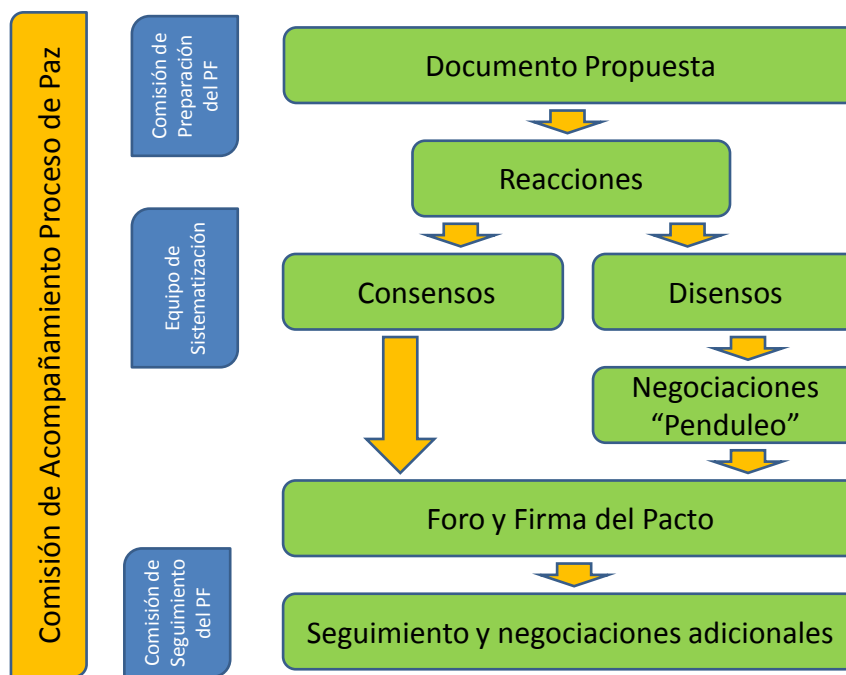 Comisión de Acompañamiento Proceso de Paz
Comisión de
Preparación
del PF
Documento Propuesta
Reacciones
Equipo de
Sistematización
Consensos
Disensos
Negociaciones
“Penduleo”
Foro y Firma del Pacto
Comisión de
Seguimiento
del PF
Seguimiento y negociaciones adicionales